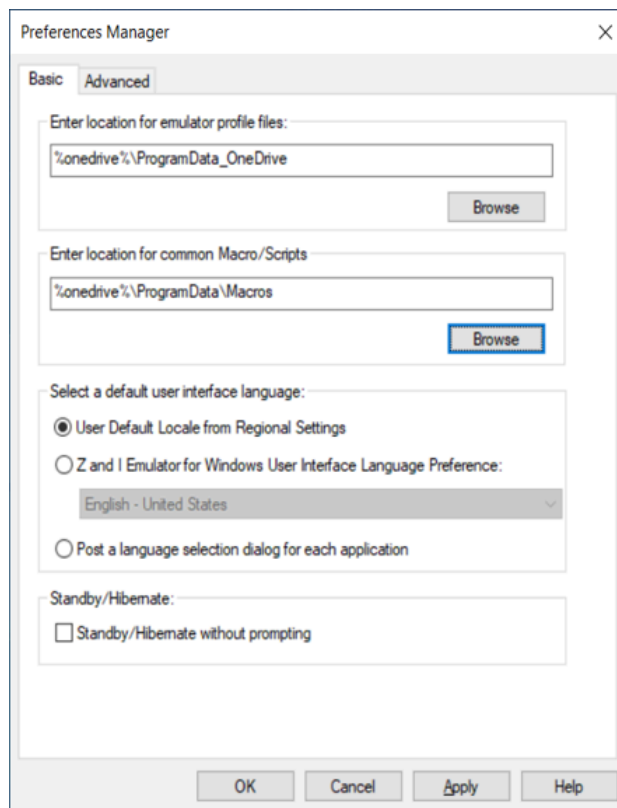 Preferences Manager
Basic Advanced
Enter location for emulator profile files:
%onedrive%\ProgramData_OneDrive
Browse
Enter location for common Macro/Scripts
%onedrive%\ProgramData\Macros
Browse
Select a default user interface language:
User Default Locale from Regional Settings
Z and I Emulator for Windows User Interface Language Preference:
English - United States
Post a language selection dialog for each application
Standby/Hibernate:
Standby/Hibernate without prompting
OK Cancel Apply Help